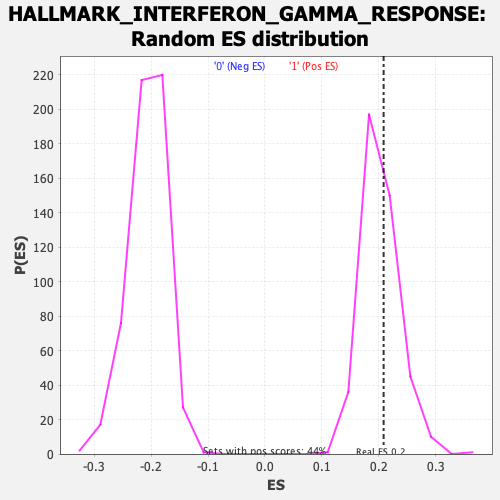 HALLMARK_INTERFERON_GAMMA_RESPONSE:
Random ES distribution
'0' (Neg ES) '1' (Pos ES)
220
200
180
160
140
120
100
80
60
40
20
0
P(ES)
Sets with pos scores: 44%
Real ES 0.2
-0.3 -0.2 -0.1 0.0 0.1 0.2 0.3
ES